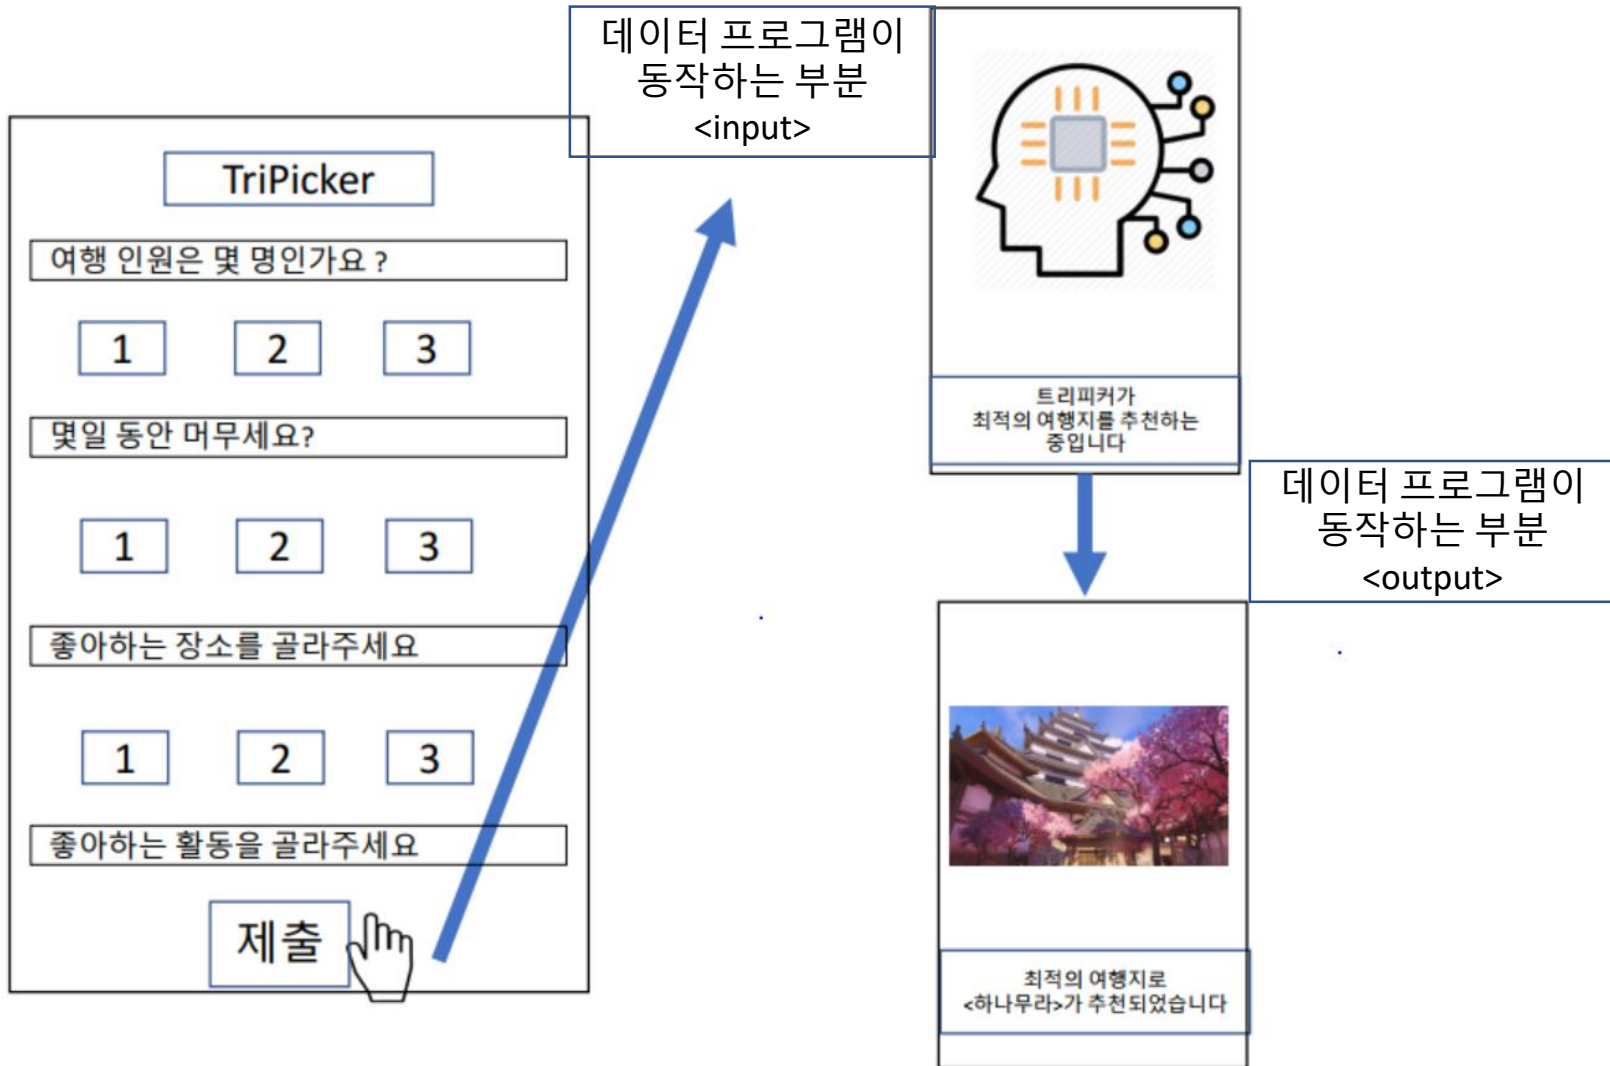 TriPicker
여행 인원은 몇 명인가요 ?
1 2 3
몇일 동안 머무세요?
1 2 3
좋아하는 장소를 골라주세요
1 2 3
좋아하는 활동을 골라주세요
제출
데이터 프로그램이
동작하는 부분
<input>
트리피커가
최적의 여행지를 추천하는
중입니다
데이터 프로그램이
동작하는 부분
<output>
최적의 여행지로
<하나무라>가 추천되었습니다